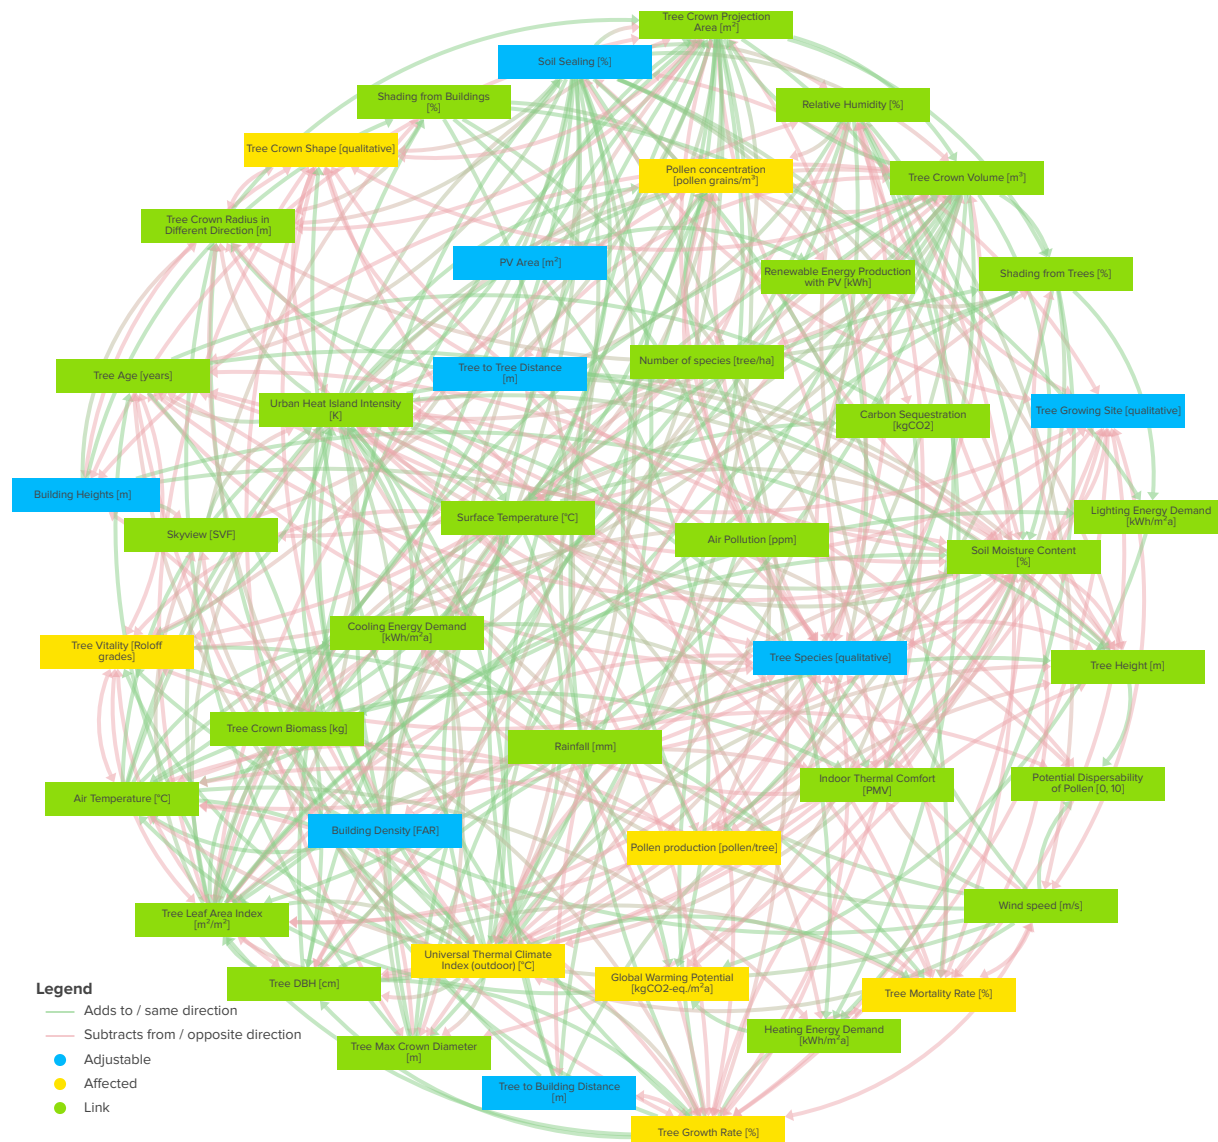 Tree Crown Projection
Area [m²]
Soil Sealing [%]
Shading from Buildings
[%]
Relative Humidity [%]
Tree Crown Shape [qualitative]
Pollen concentration
[pollen grains/m³]
Tree Crown Volume [m³]
Tree Crown Radius in
Different Direction [m]
PV Area [m²]
Renewable Energy Production
with PV [kWh]
Shading from Trees [%]
Tree Age [years]
Tree to Tree Distance
[m]
Number of species [tree/ha]
Urban Heat Island Intensity
[K]
Carbon Sequestration
[kgCO2]
Tree Growing Site [qualitative]
Building Heights [m]
Skyview [SVF]
Surface Temperature [°C]
Air Pollution [ppm]
Lighting Energy Demand
[kWh/m²a]
Soil Moisture Content
[%]
Tree Vitality [Roloff
grades]
Cooling Energy Demand
[kWh/m²a]
Tree Species [qualitative]
Tree Height [m]
Tree Crown Biomass [kg]
Rainfall [mm]
Air Temperature [°C]
Indoor Thermal Comfort
[PMV]
Potential Dispersability
of Pollen [0, 10]
Building Density [FAR]
Pollen production [pollen/tree]
Tree Leaf Area Index
[m²/m²]
Wind speed [m/s]
Universal Thermal Climate
Index (outdoor) [°C]
Tree DBH [cm]
Global Warming Potential
[kgCO2-eq./m²a]
Tree Mortality Rate [%]
Heating Energy Demand
[kWh/m²a]
Tree Max Crown Diameter
[m]
Tree to Building Distance
[m]
Tree Growth Rate [%]
Legend
Adds to / same direction
Subtracts from / opposite direction
Adjustable
Affected
Link